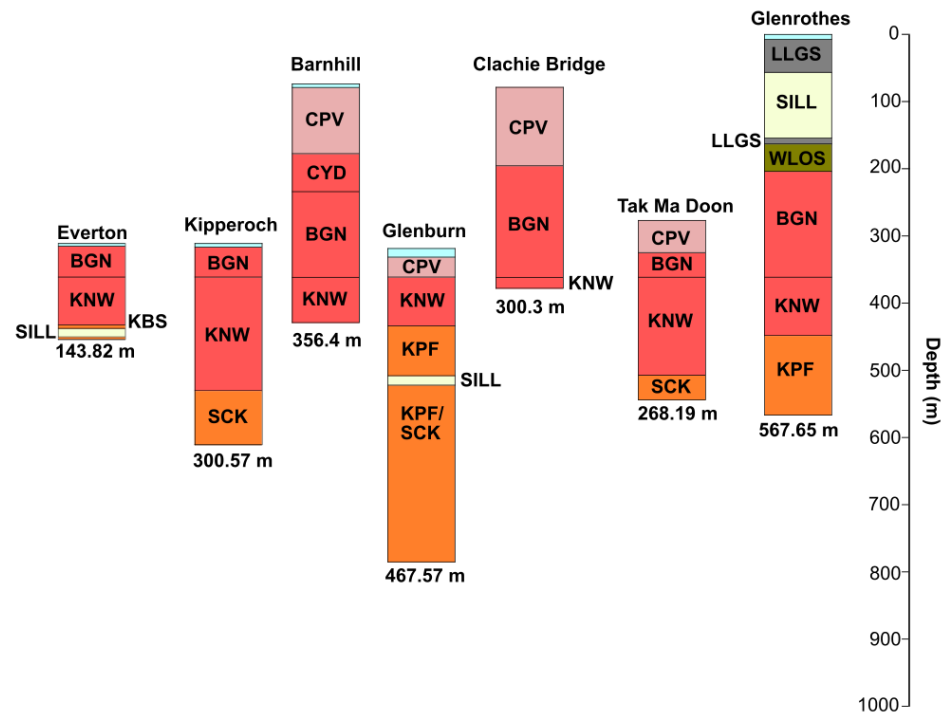 Everton
BGN
KNW
SILL
KBS
143.82 m
Kipperoch
BGN
KNW
SCK
300.57 m
Barnhill
CPV
CYD
BGN
KNW
356.4 m
Glenburn
CPV
KNW
KPF
SILL
KPF/
SCK
467.57 m
Clachie Bridge
CPV
BGN
KNW
300.3 m
Tak Ma Doon
CPV
BGN
KNW
SCK
268.19 m
Glenrothes
LLGS
SILL
LLGS
WLOS
BGN
KNW
KPF
567.65 m
0
100
200
300
400
500
600
700
800
900
1000
Depth (m)